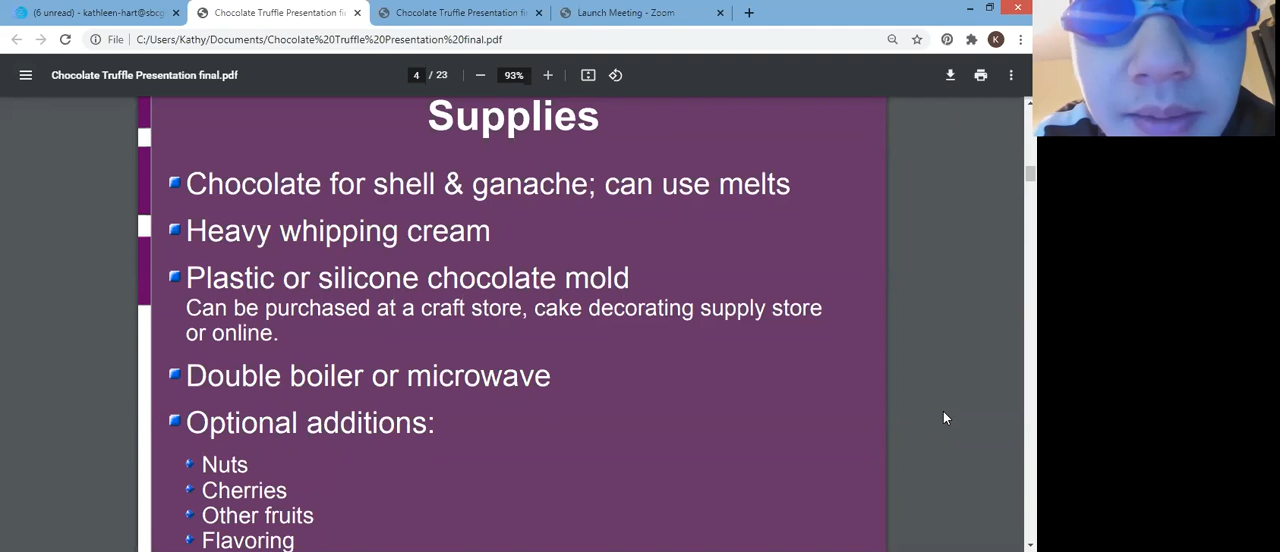 (6 unread) - kathleen-hart@sbcg
Chocolate Truffle Presentation fi
Chocolate Truffle Presentation fi
Launch Meeting - Zoom
File
C:/Users/Kathy/Documents/Chocolate%20Truffle%20Presentation%20final.pdf
K
Chocolate Truffle Presentation final.pdf
4 / 23
93%
Supplies
Chocolate for shell & ganache; can use melts
Heavy whipping cream
Plastic or silicone chocolate mold
Can be purchased at a craft store, cake decorating supply store
or online.
Double boiler or microwave
Optional additions:
Nuts
Cherries
Other fruits
Flavoring